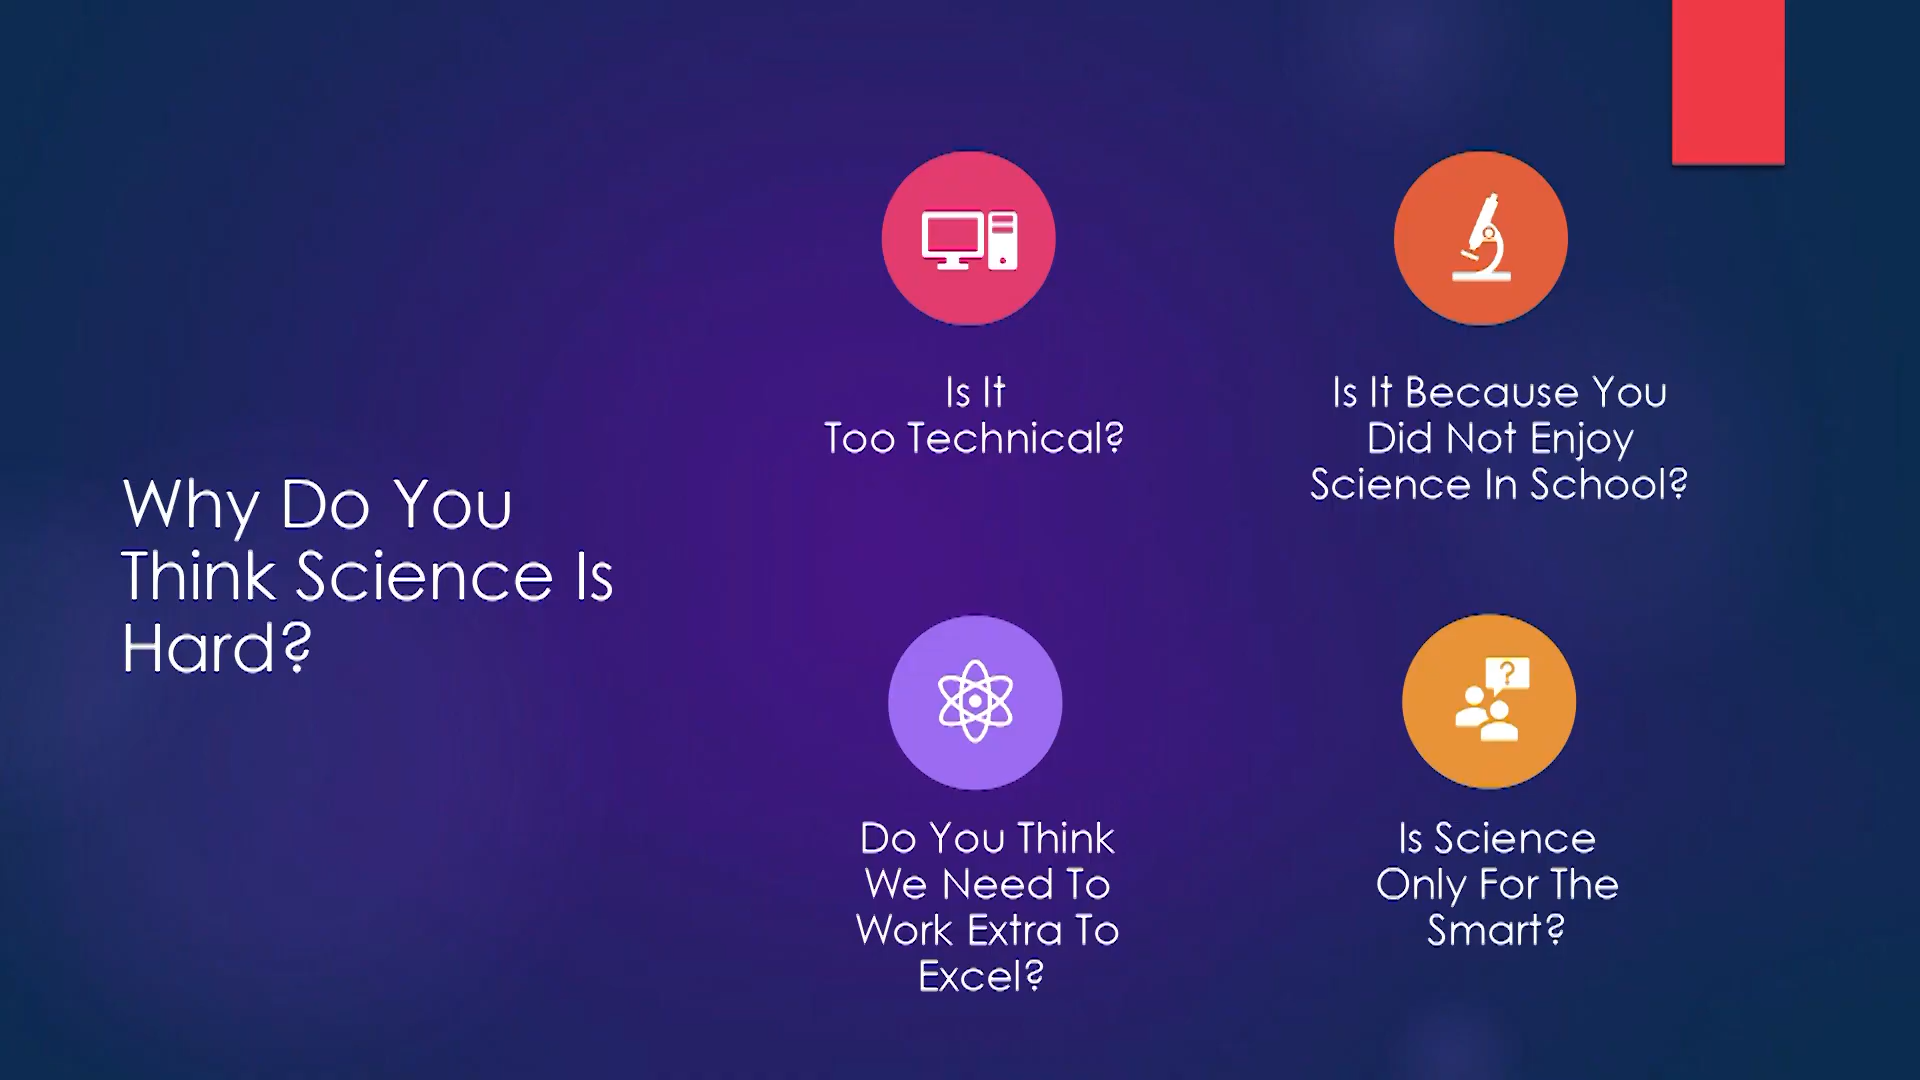 Why Do You
Think Science Is
Hard?
Is It
Too Technical?
Is It Because You
Did Not Enjoy
Science In School?
Do You Think
We Need To
Work Extra To
Excel?
?
Is Science
Only For The
Smart?